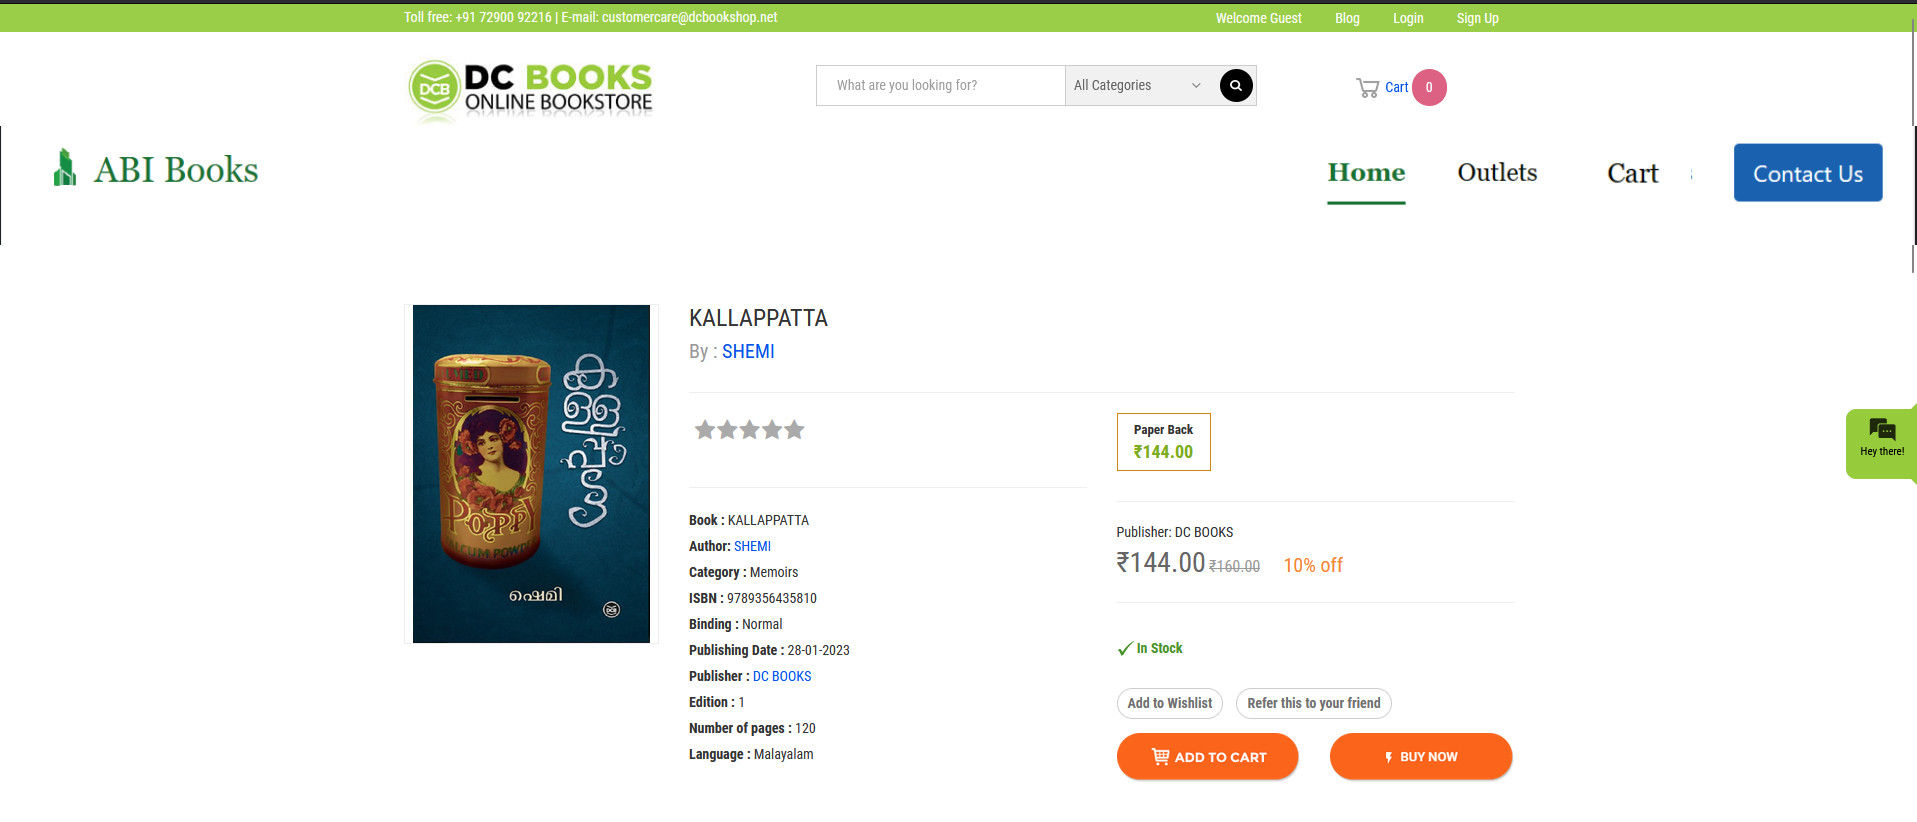 Toll free: +91 72900 92216 | E-mail: customercare@dcbookshop.net
Welcome Guest
Blog
Login
Sign Up
DCB
DC BOOKS
ONLINE BOOKSTORE
What are you looking for?
All Categories
Cart 0
ABI Books
Home
Outlets
Cart
Contact Us
കള്ളപ്പട്ട
POPPY
TALCUM POWDER
ഷെമി
DCB
KALLAPPATTA
By : SHEMI
Paper Back
₹144.00
Book : KALLAPPATTA
Author: SHEMI
Category : Memoirs
ISBN : 9789356435810
Binding : Normal
Publishing Date : 28-01-2023
Publisher : DC BOOKS
Edition : 1
Number of pages : 120
Language : Malayalam
Publisher: DC BOOKS
₹144.00 ₹160.00 10% off
In Stock
Add to Wishlist
Refer this to your friend
ADD TO CART
BUY NOW
Hey there!